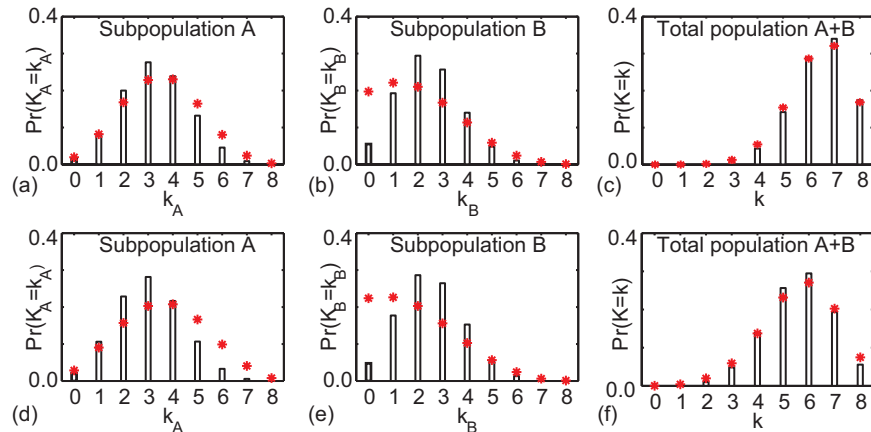 Subpopulation A
0.4
Pr(K_A=k_A)
0.0
0 1 2 3 4 5 6 7 8
k_A
(a)
Subpopulation B
0.4
Pr(K_B=k_B)
0.0
0 1 2 3 4 5 6 7 8
k_B
(b)
Total population A+B
0.4
Pr(K=k)
0.0
0 1 2 3 4 5 6 7 8
k
(c)
Subpopulation A
0.4
Pr(K_A=k_A)
0.0
0 1 2 3 4 5 6 7 8
k_A
(d)
Subpopulation B
0.4
Pr(K_B=k_B)
0.0
0 1 2 3 4 5 6 7 8
k_B
(e)
Total population A+B
0.4
Pr(K=k)
0.0
0 1 2 3 4 5 6 7 8
k
(f)